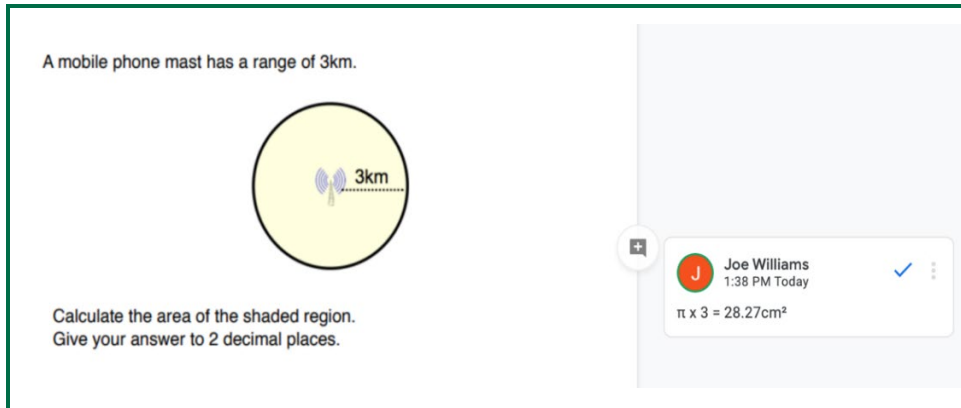 A mobile phone mast has a range of 3km.
3km
Calculate the area of the shaded region.
Give your answer to 2 decimal places.
J
Joe Williams
1:38 PM Today
π x 3 = 28.27cm²